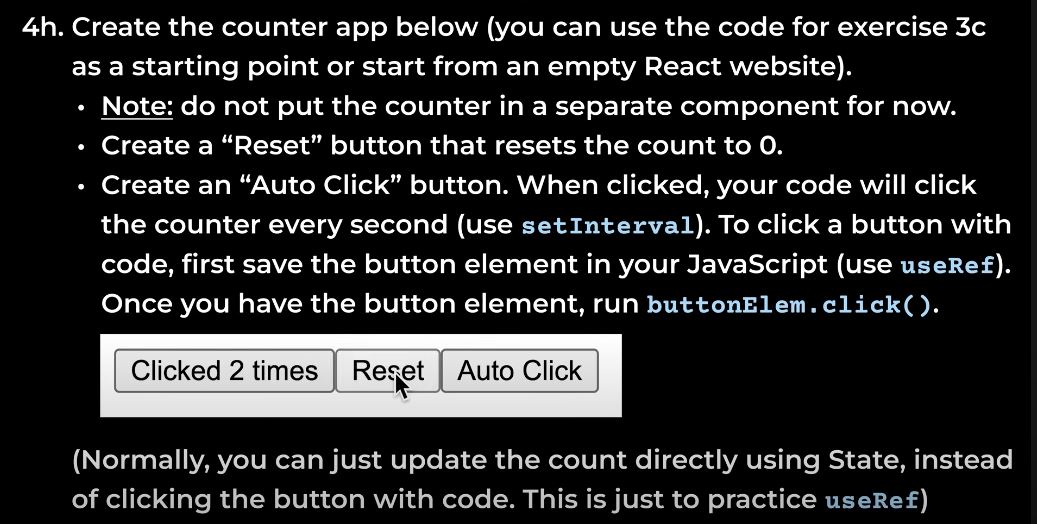 4h. Create the counter app below (you can use the code for exercise 3c
as a starting point or start from an empty React website).
• Note: do not put the counter in a separate component for now.
• Create a “Reset” button that resets the count to 0.
• Create an “Auto Click” button. When clicked, your code will click
the counter every second (use setInterval). To click a button with
code, first save the button element in your JavaScript (use useRef).
Once you have the button element, run buttonElem.click().
Clicked 2 times Reset Auto Click
(Normally, you can just update the count directly using State, instead
of clicking the button with code. This is just to practice useRef)